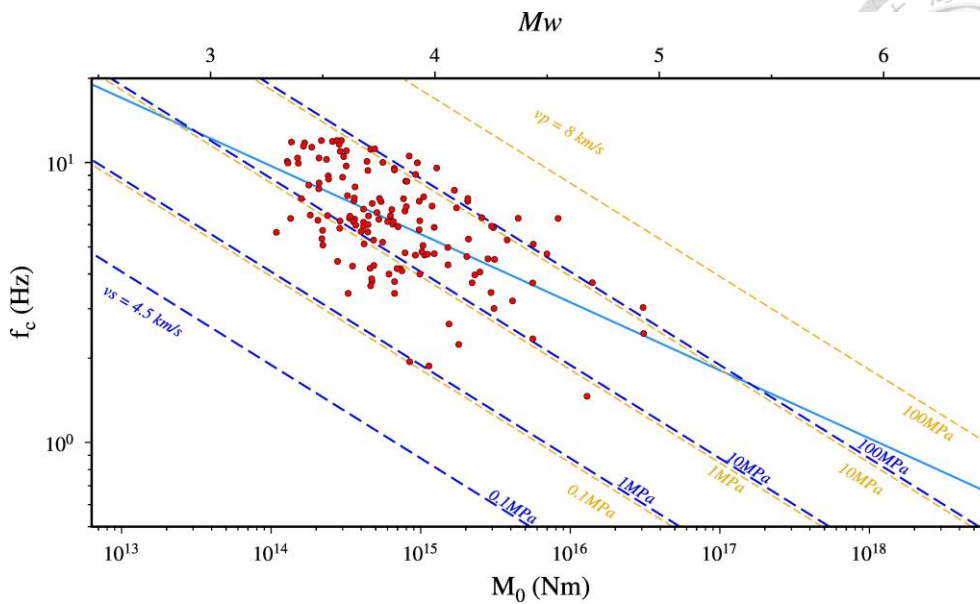 Mw
3 4 5 6
vp = 8 km/s
10¹
vs = 4.5 km/s
f_c (Hz)
10⁰
100MPa
100MPa
10MPa
10MPa
1MPa
1MPa
0.1MPa
0.1MPa
10¹³ 10¹⁴ 10¹⁵ 10¹⁶ 10¹⁷ 10¹⁸
M₀ (Nm)